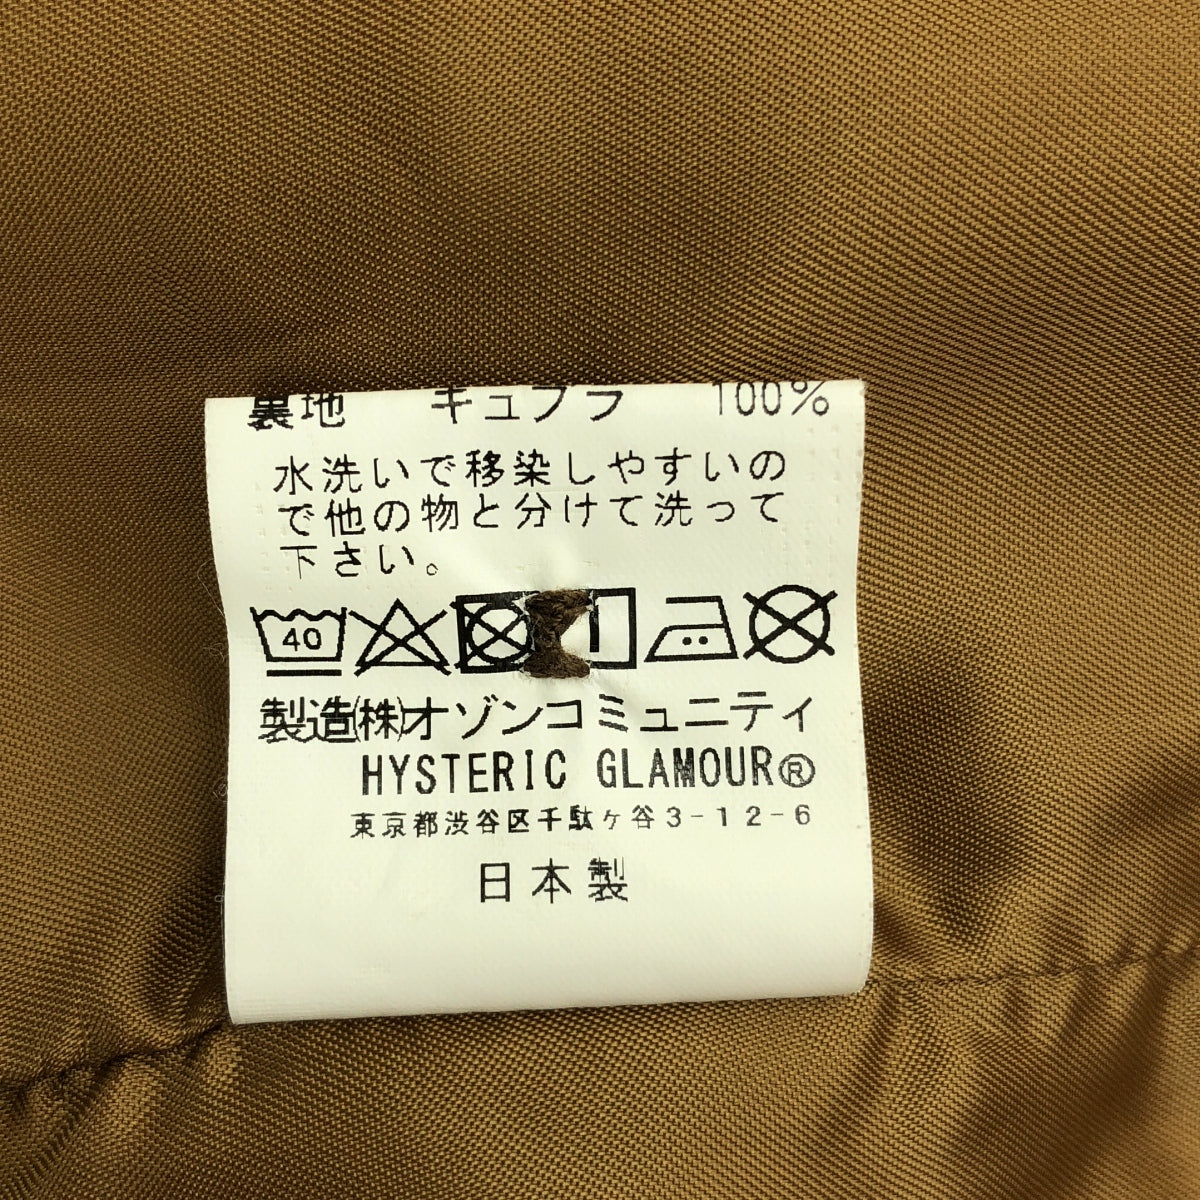 裏地 キュプラ 100%
水洗いで移染しやすいの
で他の物と分けて洗って
下さい。
40
製造(株)オゾンコミュニティ
HYSTERIC GLAMOUR®
東京都渋谷区千駄ヶ谷3-12-6
日本製